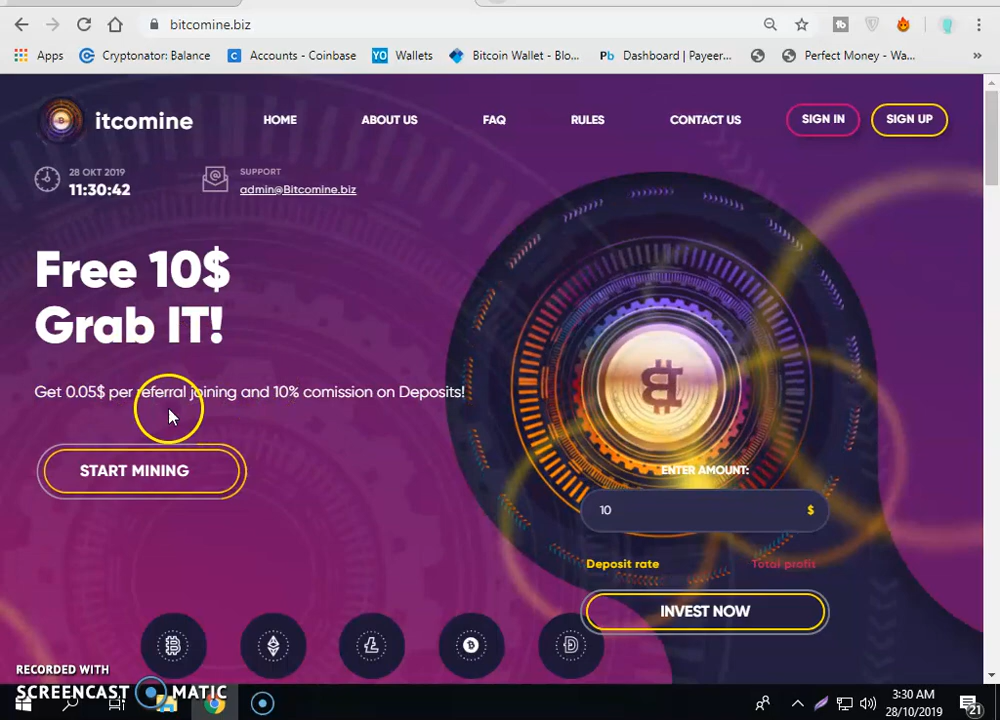 bitcomine.biz
Apps
Cryptonator: Balance
Accounts - Coinbase
YO Wallets
Bitcoin Wallet - Blo...
Pb Dashboard | Payeer...
Perfect Money - Wa...
»
itcomine
HOME
ABOUT US
FAQ
RULES
CONTACT US
SIGN IN
SIGN UP
28 OKT 2019
11:30:42
SUPPORT
admin@Bitcomine.biz
Free 10$
Grab IT!
Get 0.05$ per referral joining and 10% comission on Deposits!
START MINING
ENTER AMOUNT:
10 $
Deposit rate
Total profit
INVEST NOW
RECORDED WITH
SCREENCAST MATIC
3:30 AM
28/10/2019
21